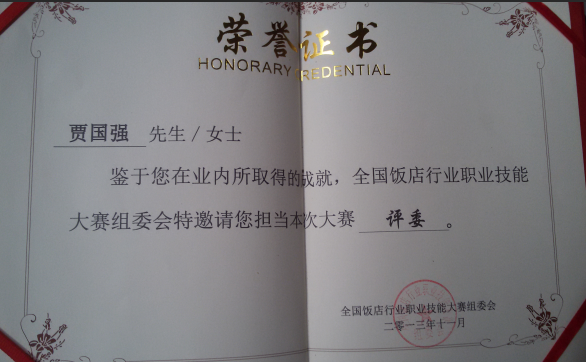 荣誉证书
HONORARY CREDENTIAL
贾国强 先生／女士
鉴于您在业内所取得的成就，全国饭店行业职业技能
大赛组委会特邀请您担当本次大赛 评委 。
全国饭店行业职业技能大赛组委会
二〇一三年十一月